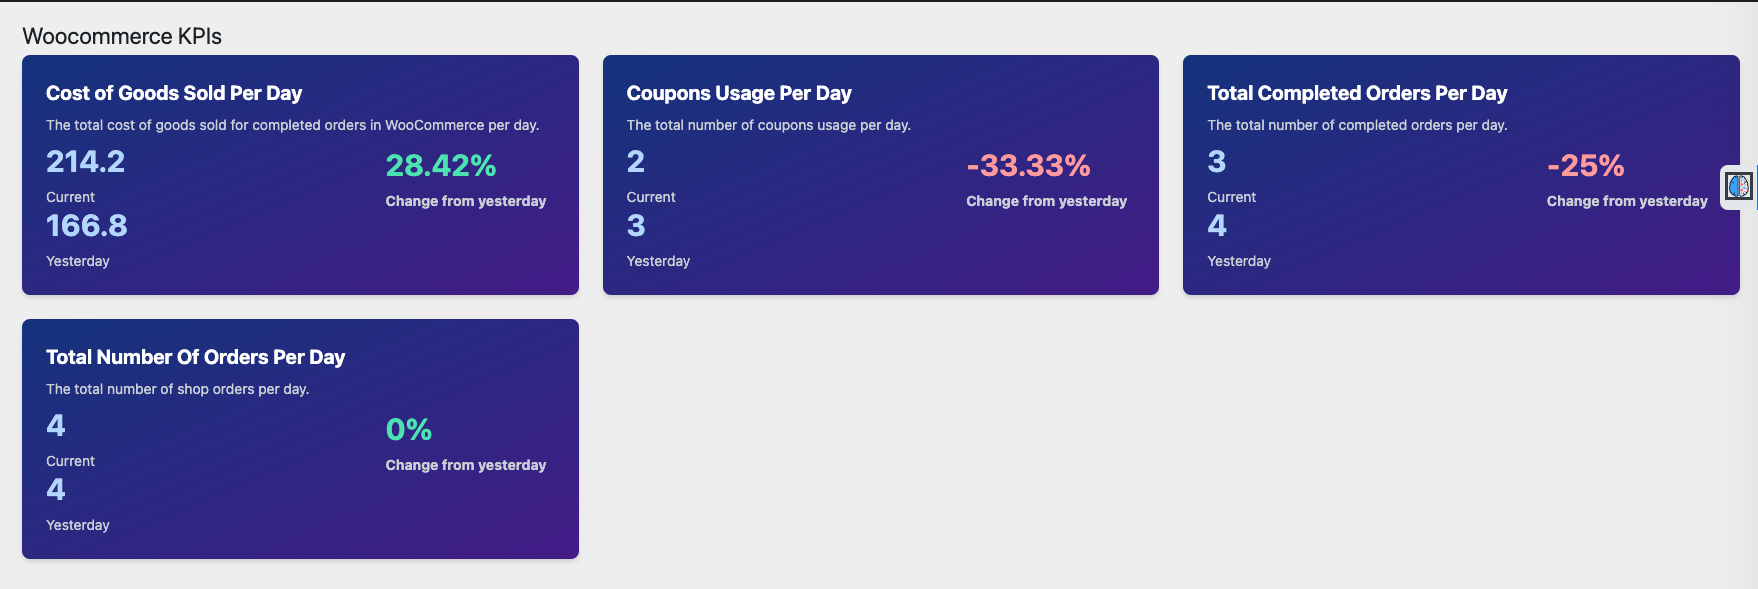 Woocommerce KPIs
Cost of Goods Sold Per Day
The total cost of goods sold for completed orders in WooCommerce per day.
214.2
Current
166.8
Yesterday
28.42%
Change from yesterday
Coupons Usage Per Day
The total number of coupons usage per day.
2
Current
3
Yesterday
-33.33%
Change from yesterday
Total Completed Orders Per Day
The total number of completed orders per day.
3
Current
4
Yesterday
-25%
Change from yesterday
Total Number Of Orders Per Day
The total number of shop orders per day.
4
Current
4
Yesterday
0%
Change from yesterday